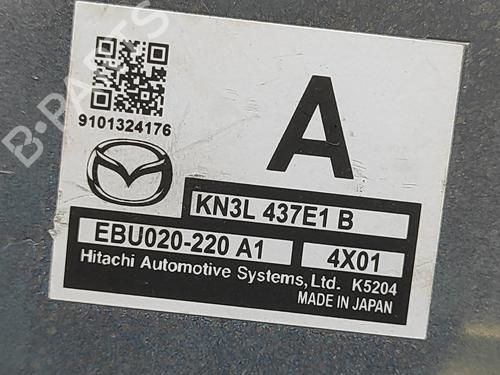 B-PARTS
9101324176
A
KN3L 437E1 B
EBU020-220 A1
4X01
Hitachi Automotive Systems, Ltd. K5204
MADE IN JAPAN